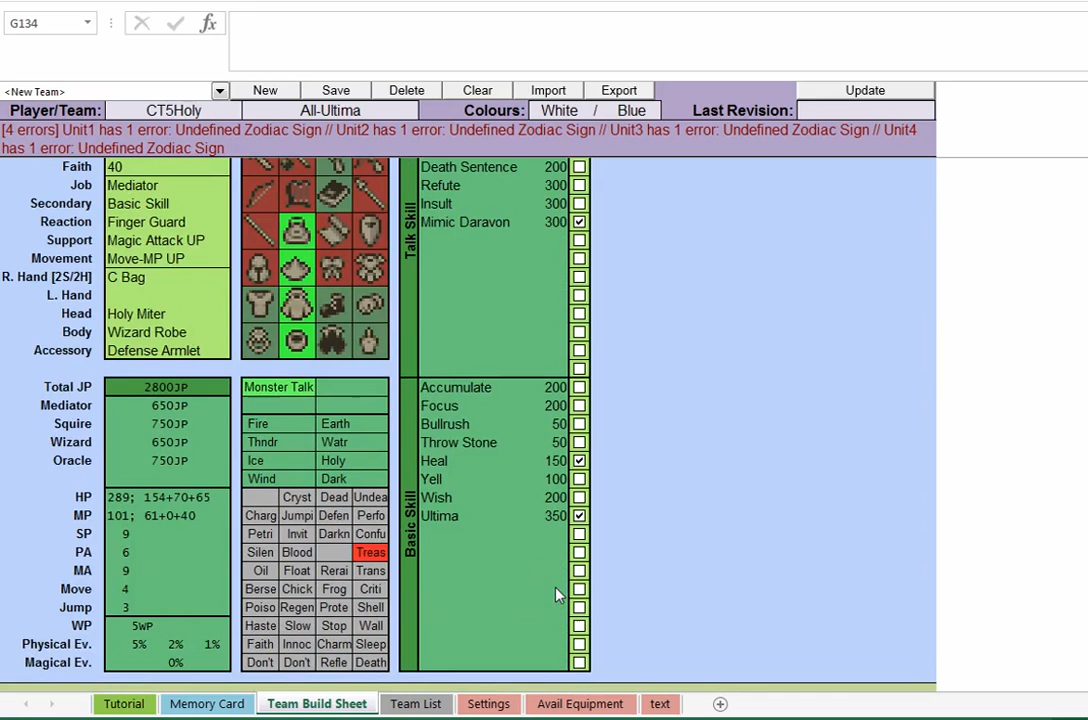 G134
fx
<New Team>
New Save Delete Clear Import Export Update
Player/Team: CT5Holy All-Ultima Colours: White / Blue Last Revision:
[4 errors] Unit1 has 1 error: Undefined Zodiac Sign // Unit2 has 1 error: Undefined Zodiac Sign // Unit3 has 1 error: Undefined Zodiac Sign // Unit4
has 1 error: Undefined Zodiac Sign
Faith 40
Job Mediator
Secondary Basic Skill
Reaction Finger Guard
Support Magic Attack UP
Movement Move-MP UP
R. Hand [2S/2H] C Bag
L. Hand
Head Holy Miter
Body Wizard Robe
Accessory Defense Armlet
Talk Skill
Death Sentence 200
Refute 300
Insult 300
Mimic Daravon 300
Total JP 2800JP
Mediator 650JP
Squire 750JP
Wizard 650JP
Oracle 750JP
HP 289; 154+70+65
MP 101; 61+0+40
SP 9
PA 6
MA 9
Move 4
Jump 3
WP 5WP
Physical Ev. 5% 2% 1%
Magical Ev. 0%
Monster Talk
Fire Earth
Thndr Watr
Ice Holy
Wind Dark
Cryst Dead Undea
Charg Jumpi Defen Perfo
Petri Invit Darkn Confu
Silen Blood Treas
Oil Float Rerai Trans
Berse Chick Frog Criti
Poiso Regen Prote Shell
Haste Slow Stop Wall
Faith Innoc Charm Sleep
Don't Don't Refle Death
Basic Skill
Accumulate 200
Focus 200
Bullrush 50
Throw Stone 50
Heal 150
Yell 100
Wish 200
Ultima 350
Tutorial Memory Card Team Build Sheet Team List Settings Avail Equipment text